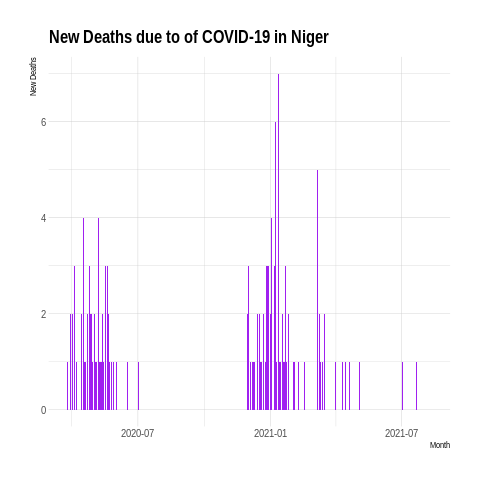 New Deaths due to of COVID-19 in Niger
New Deaths
6
4
2
0
2020-07
2021-01
2021-07
Month